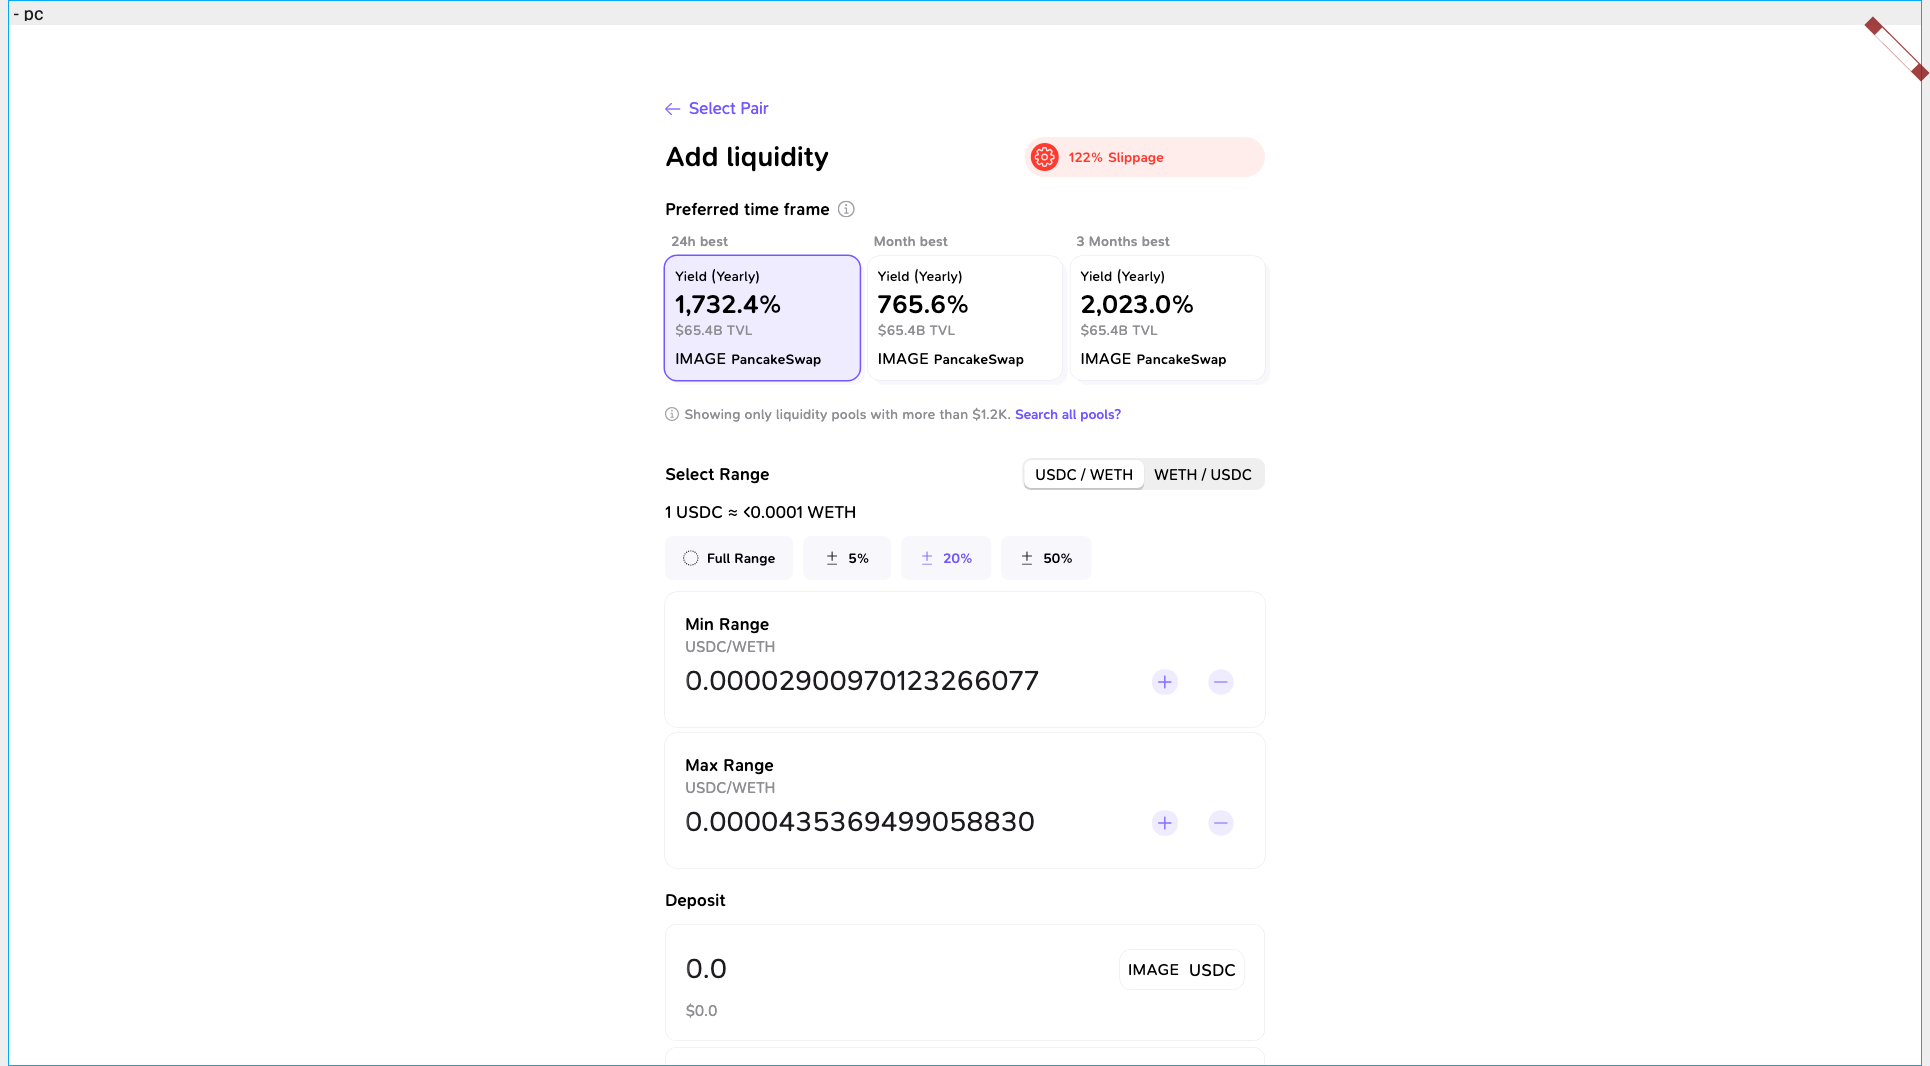 - pc
Select Pair
Add liquidity
122% Slippage
Preferred time frame
24h best
Month best
3 Months best
Yield (Yearly)
1,732.4%
$65.4B TVL
IMAGE PancakeSwap
Yield (Yearly)
765.6%
$65.4B TVL
IMAGE PancakeSwap
Yield (Yearly)
2,023.0%
$65.4B TVL
IMAGE PancakeSwap
Showing only liquidity pools with more than $1.2K. Search all pools?
Select Range
USDC / WETH
WETH / USDC
1 USDC ≈ <0.0001 WETH
Full Range
± 5%
± 20%
± 50%
Min Range
USDC/WETH
0.00002900970123266077
Max Range
USDC/WETH
0.0000435369499058830
Deposit
0.0
IMAGE USDC
$0.0